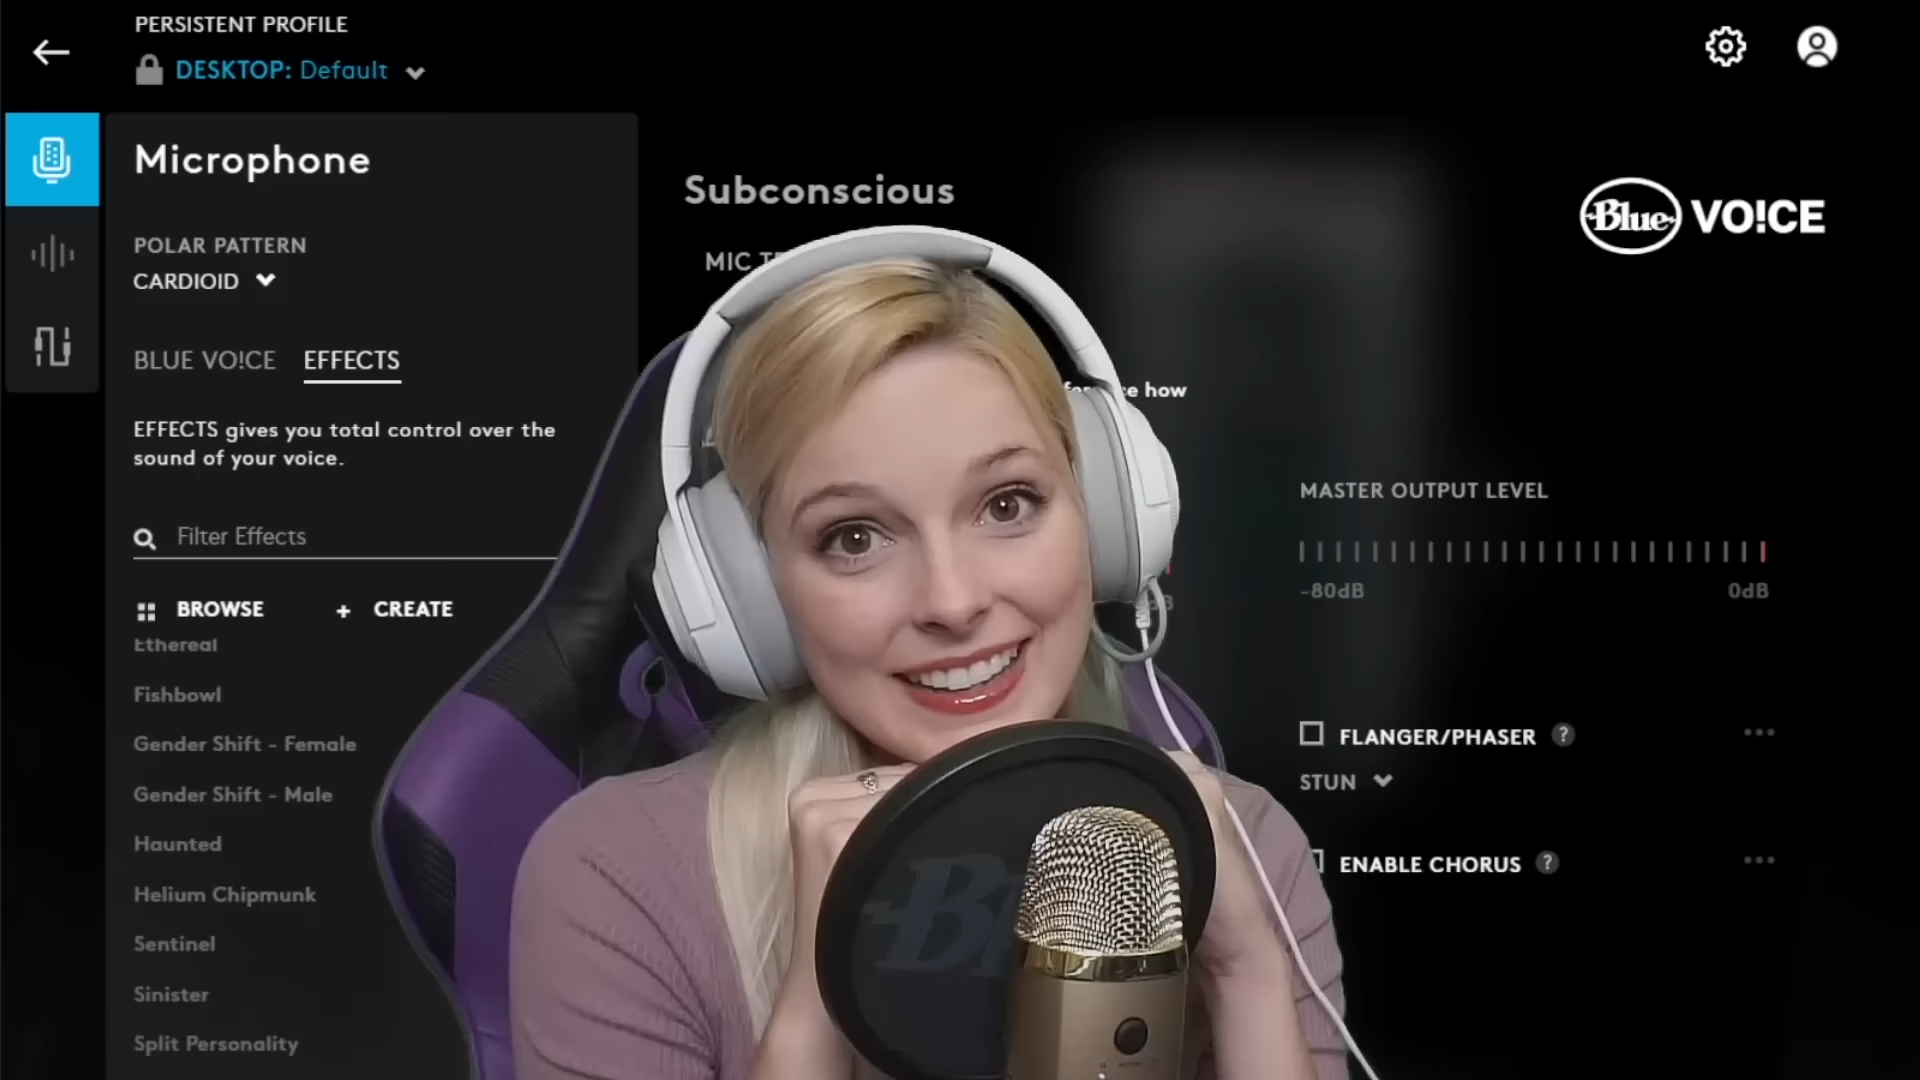 PERSISTENT PROFILE
DESKTOP: Default
Microphone
POLAR PATTERN
CARDIOID
BLUE VO!CE EFFECTS
EFFECTS gives you total control over the
sound of your voice.
Filter Effects
BROWSE + CREATE
Ethereal
Fishbowl
Gender Shift - Female
Gender Shift - Male
Haunted
Helium Chipmunk
Sentinel
Sinister
Split Personality
Subconscious
MIC
how
Blue VO!CE
MASTER OUTPUT LEVEL
-80dB 0dB
FLANGER/PHASER ?
STUN
ENABLE CHORUS ?